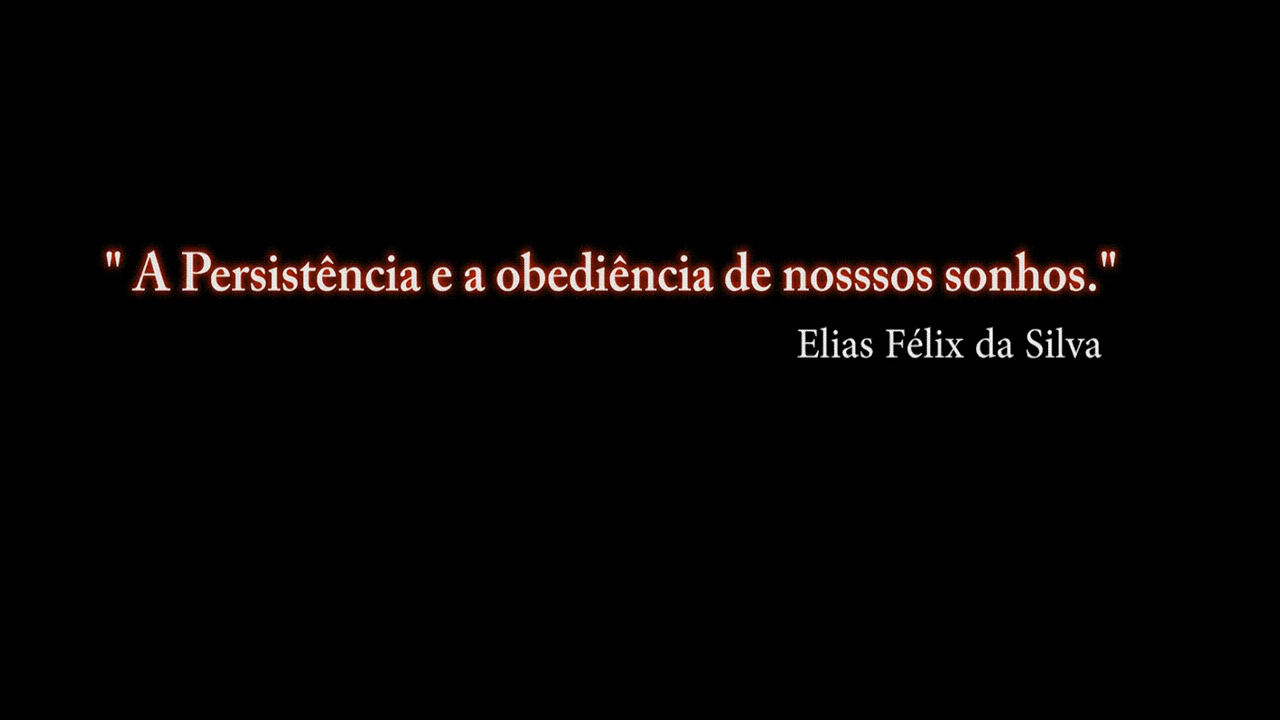 " A Persistência e a obediência de nosssos sonhos."
Elias Félix da Silva